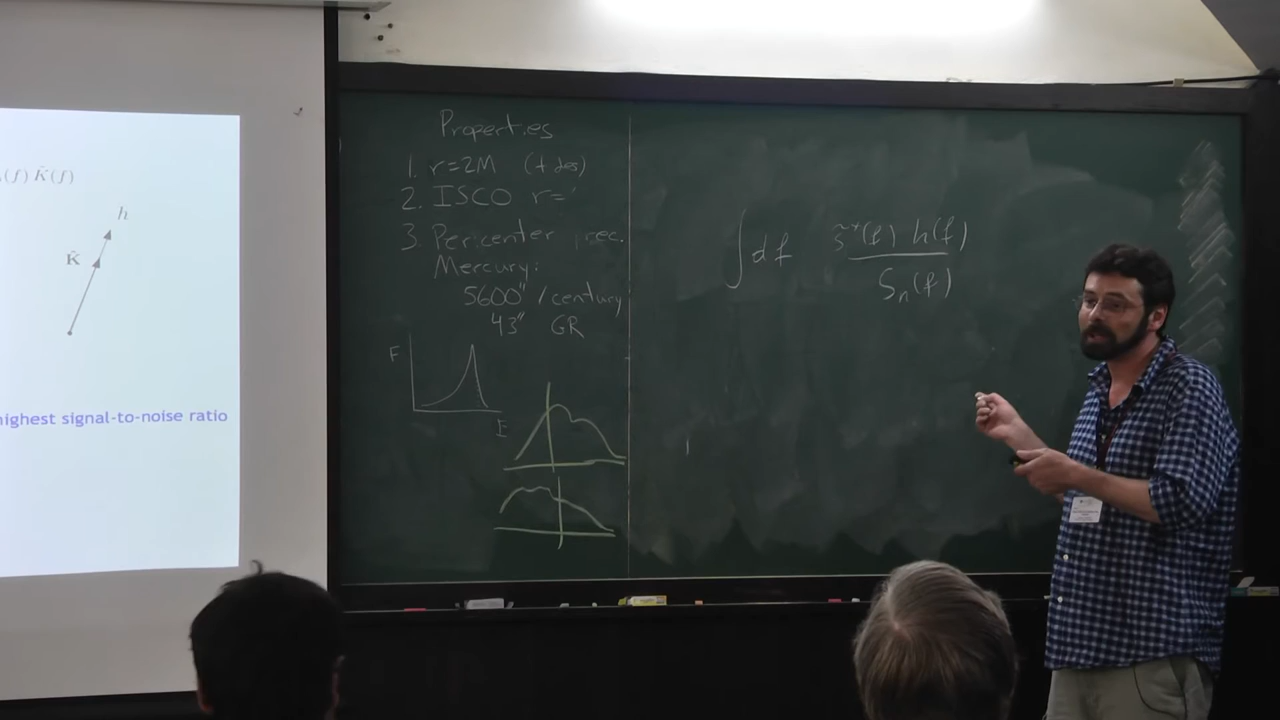 (f) K̃(f)
h
K̂
highest signal-to-noise ratio
Properties
1. r=2M
2. ISCO r=
3. Pericenter prec.
Mercury:
5600" /century
43" GR
F
E
∫ df s̃*(f) h(f) / Sₙ(f)